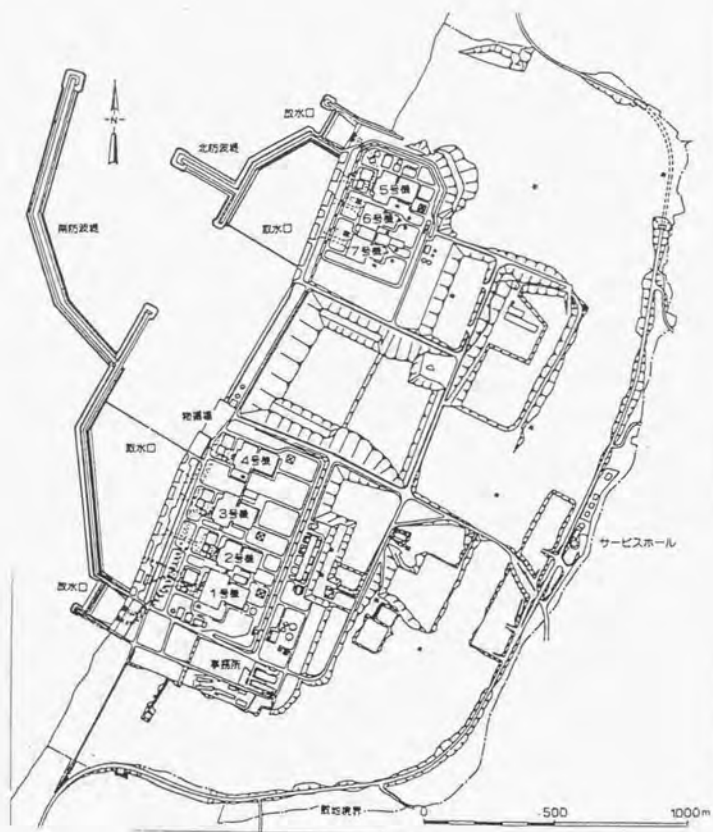 放水口
北防波堤
N
南防波堤
5号機
6号機
取水口
7号機
物揚場
取水口
4号機
3号機
サービスホール
2号機
放水口
1号機
事務所
敷地境界
0 500 1000m